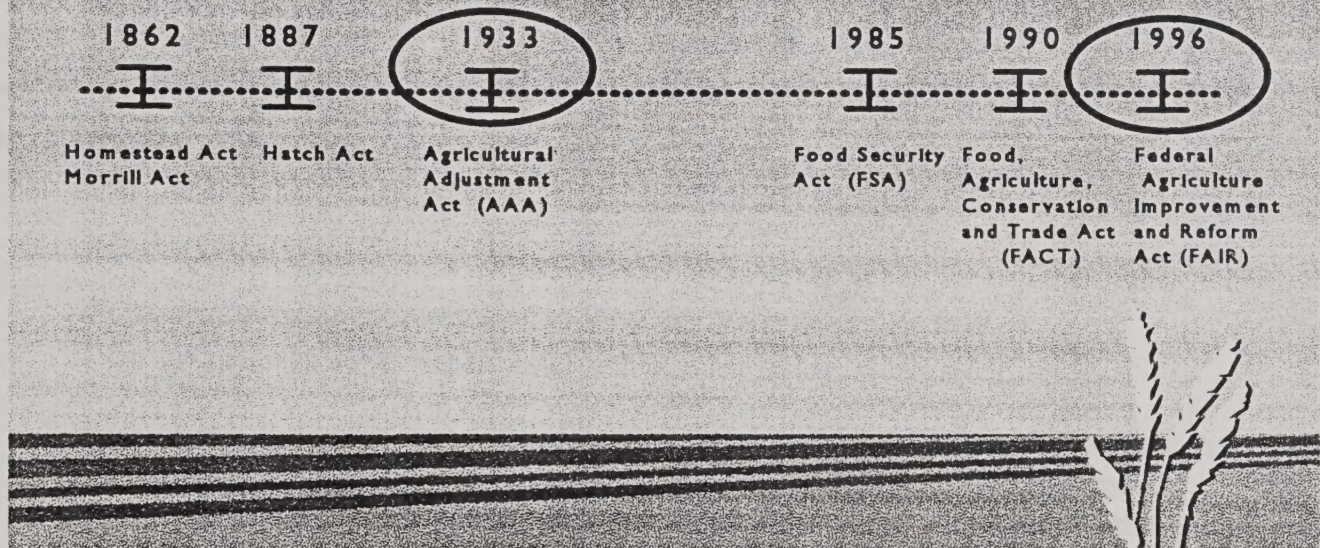 1862 1887 1933 1985 1990 1996
Homestead Act
Morrill Act
Hatch Act
Agricultural
Adjustment
Act (AAA)
Food Security
Act (FSA)
Food,
Agriculture,
Conservation
and Trade Act
(FACT)
Federal
Agriculture
Improvement
and Reform
Act (FAIR)